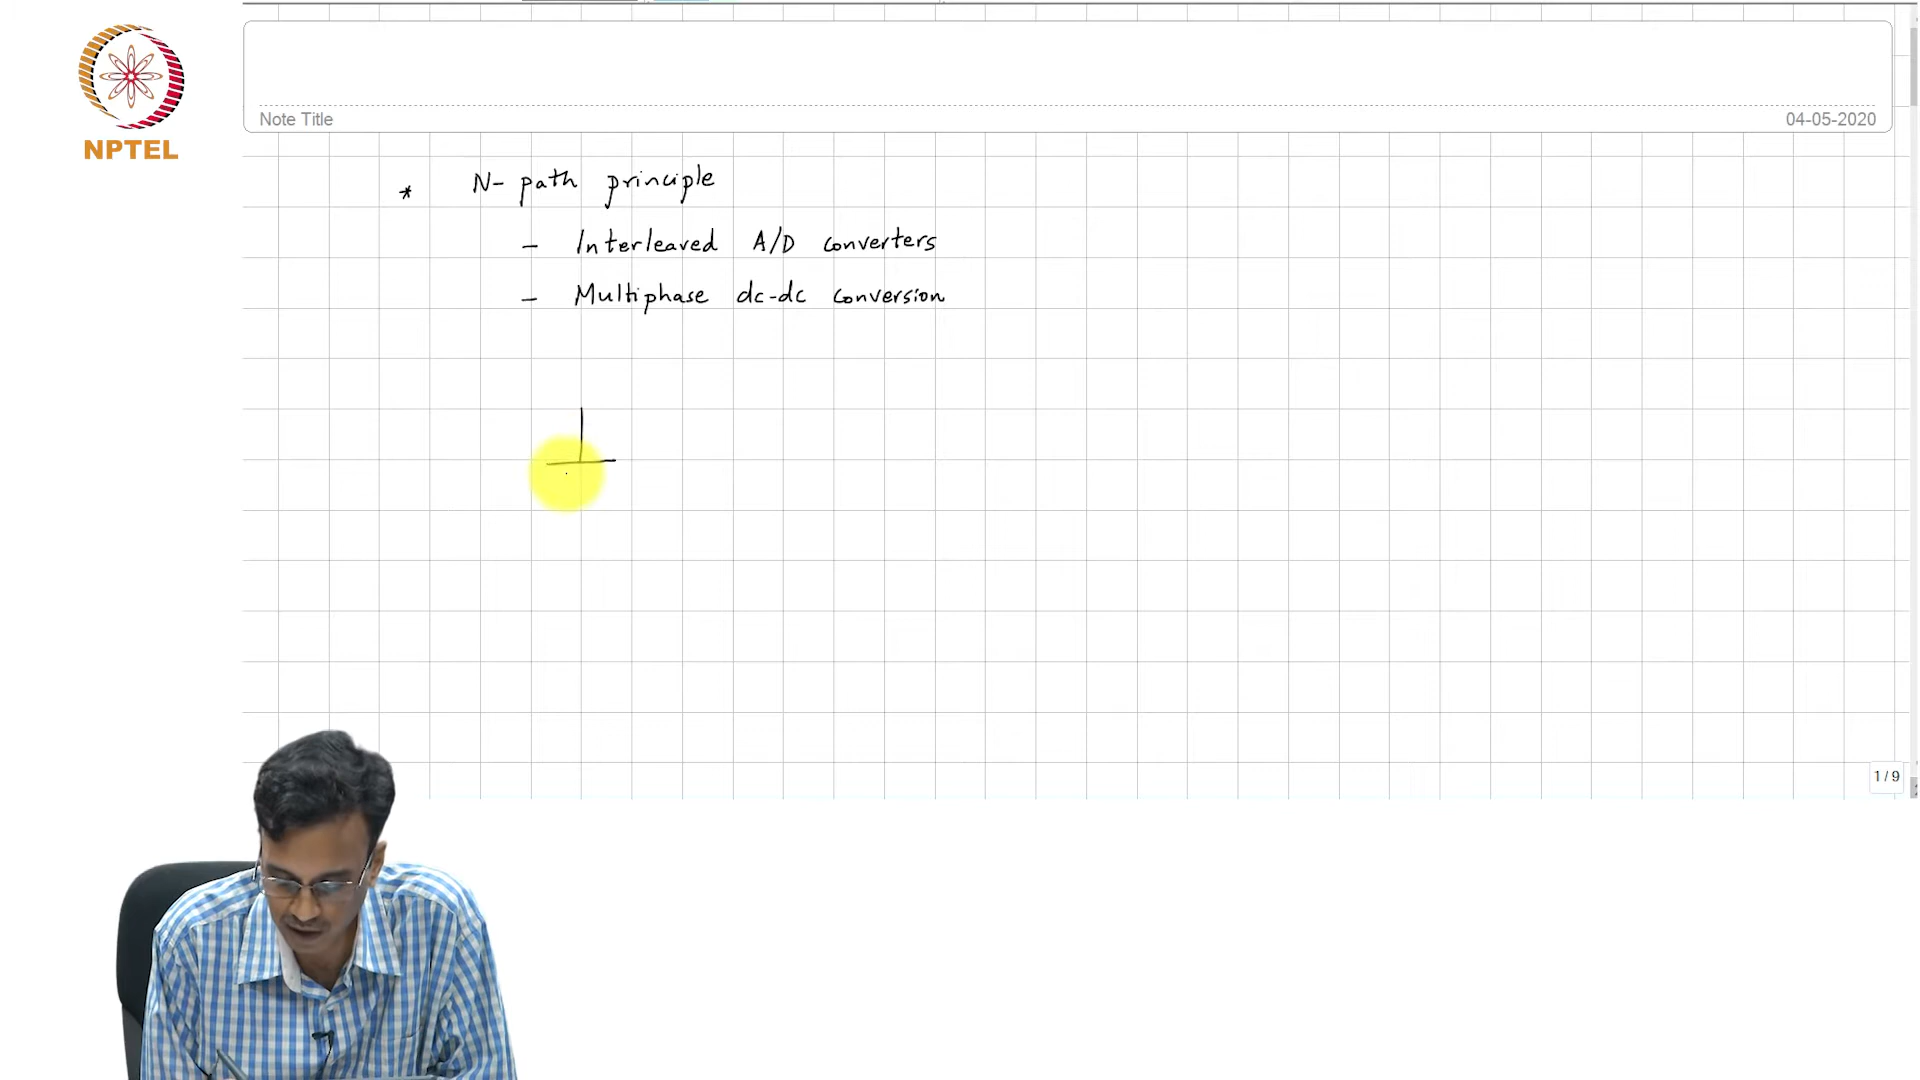 NPTEL
Note Title
04-05-2020
* N-path principle
- Interleaved A/D converters
- Multiphase dc-dc conversion
1 / 9